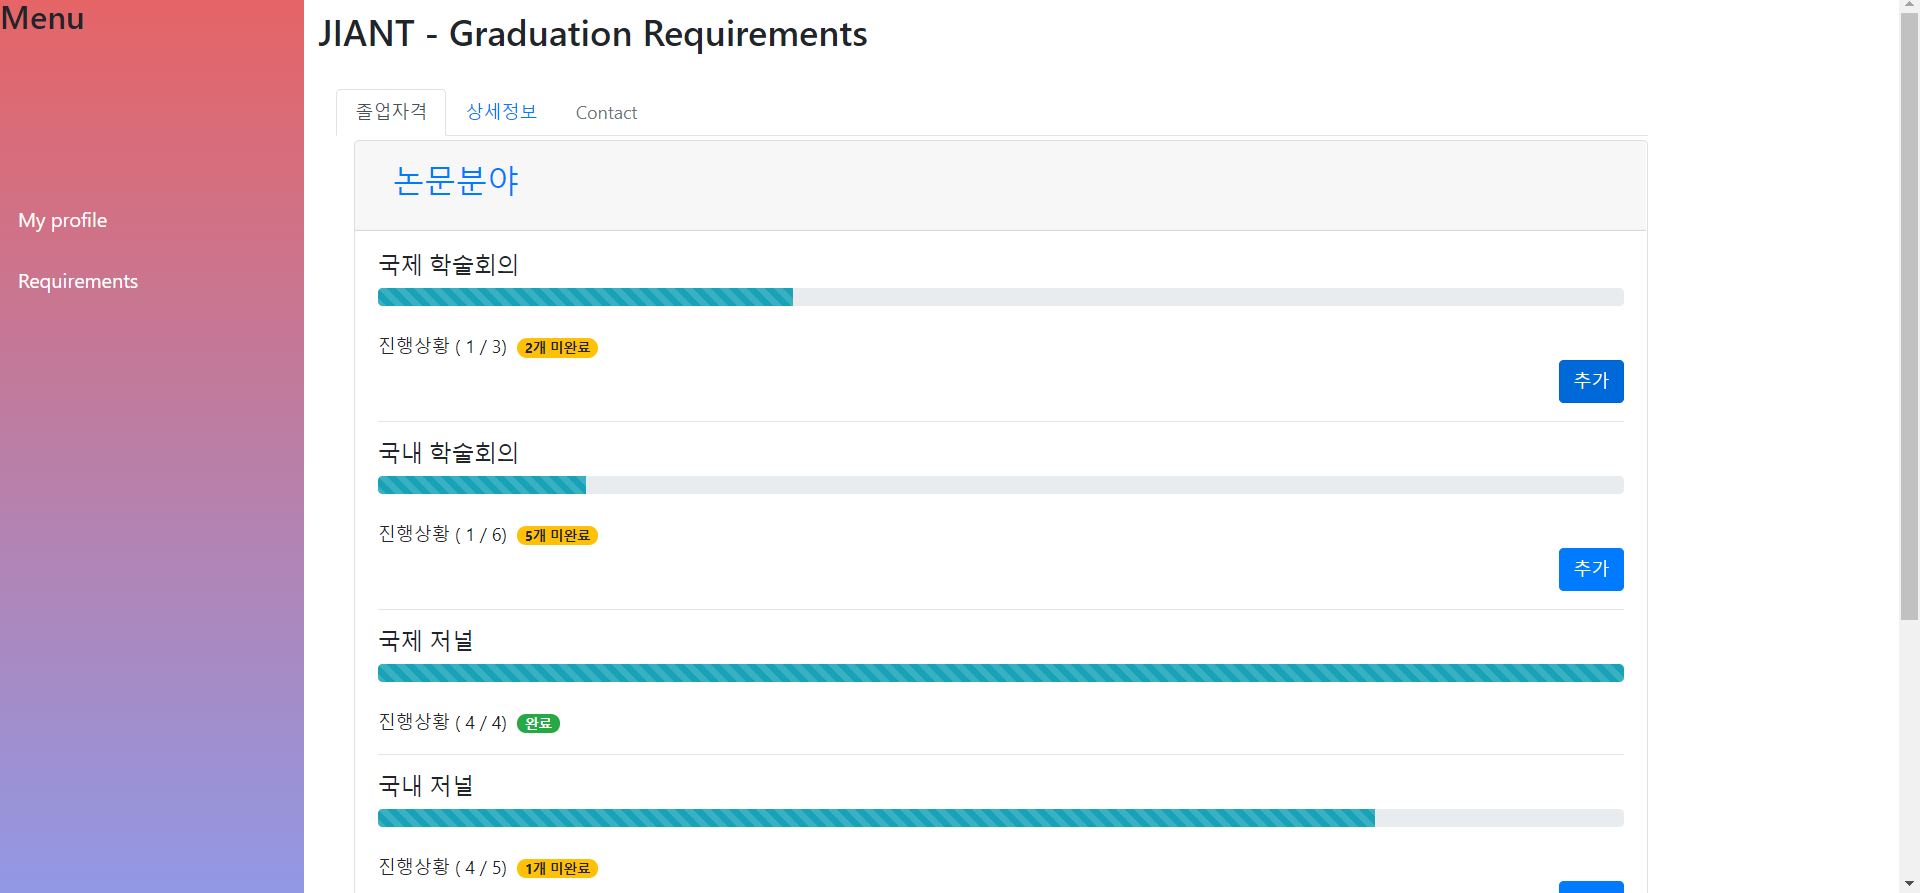 Menu
My profile
Requirements
JIANT - Graduation Requirements
졸업자격 상세정보 Contact
논문분야
국제 학술회의
진행상황 ( 1 / 3) 2개 미완료
추가
국내 학술회의
진행상황 ( 1 / 6) 5개 미완료
추가
국제 저널
진행상황 ( 4 / 4) 완료
국내 저널
진행상황 ( 4 / 5) 1개 미완료